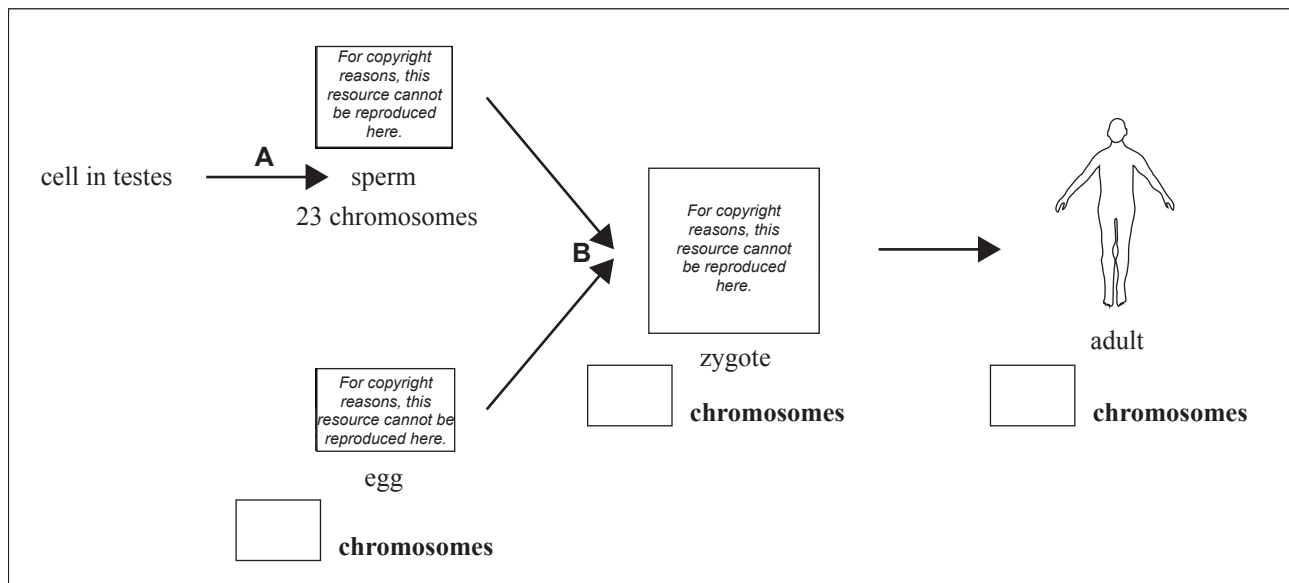 For copyright
reasons, this
resource cannot
be reproduced
here.
A
cell in testes
sperm
23 chromosomes
B
For copyright
reasons, this
resource cannot
be reproduced
here.
zygote
chromosomes
adult
chromosomes
For copyright
reasons, this
resource cannot be
reproduced here.
egg
chromosomes